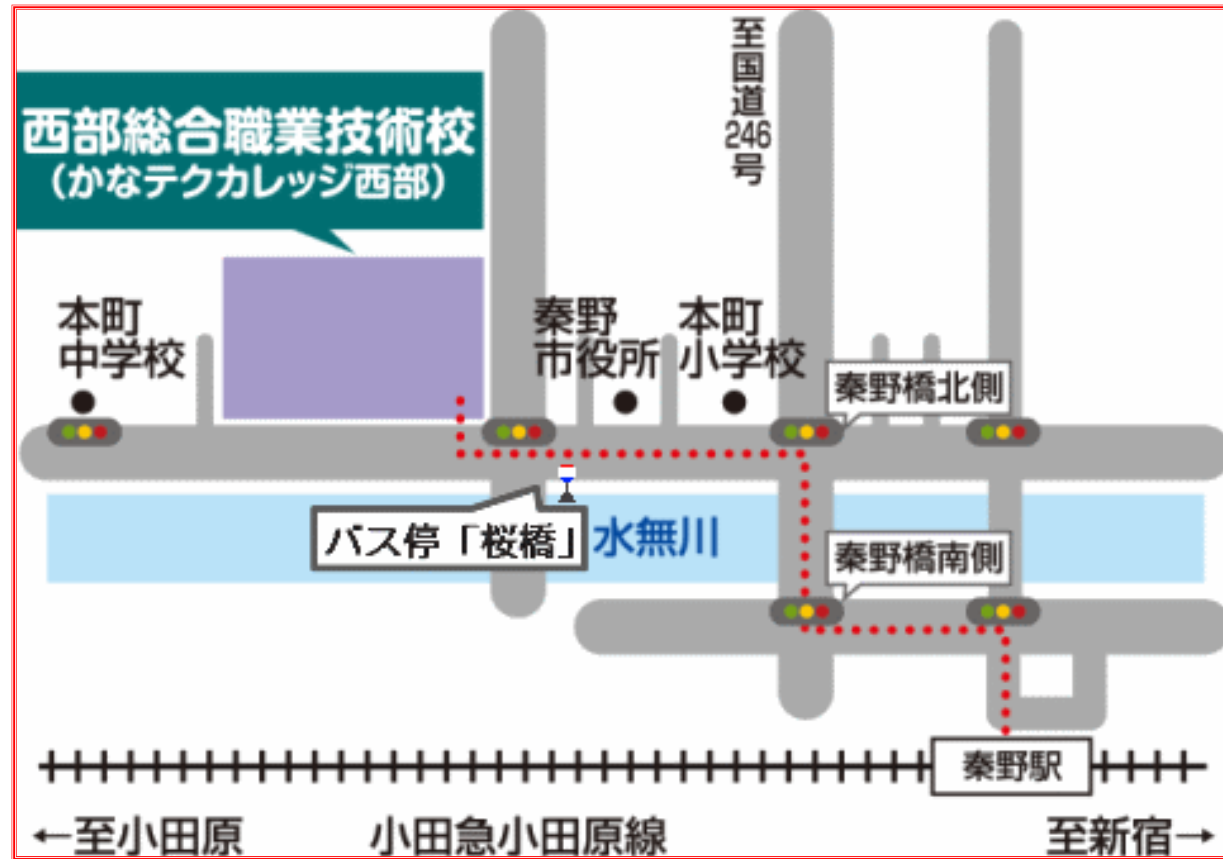 西部総合職業技術校
(かなテクカレッジ西部)
至国道246号
本町
中学校
秦野
市役所
本町
小学校
秦野橋北側
バス停「桜橋」
水無川
秦野橋南側
秦野駅
←至小田原
小田急小田原線
至新宿→